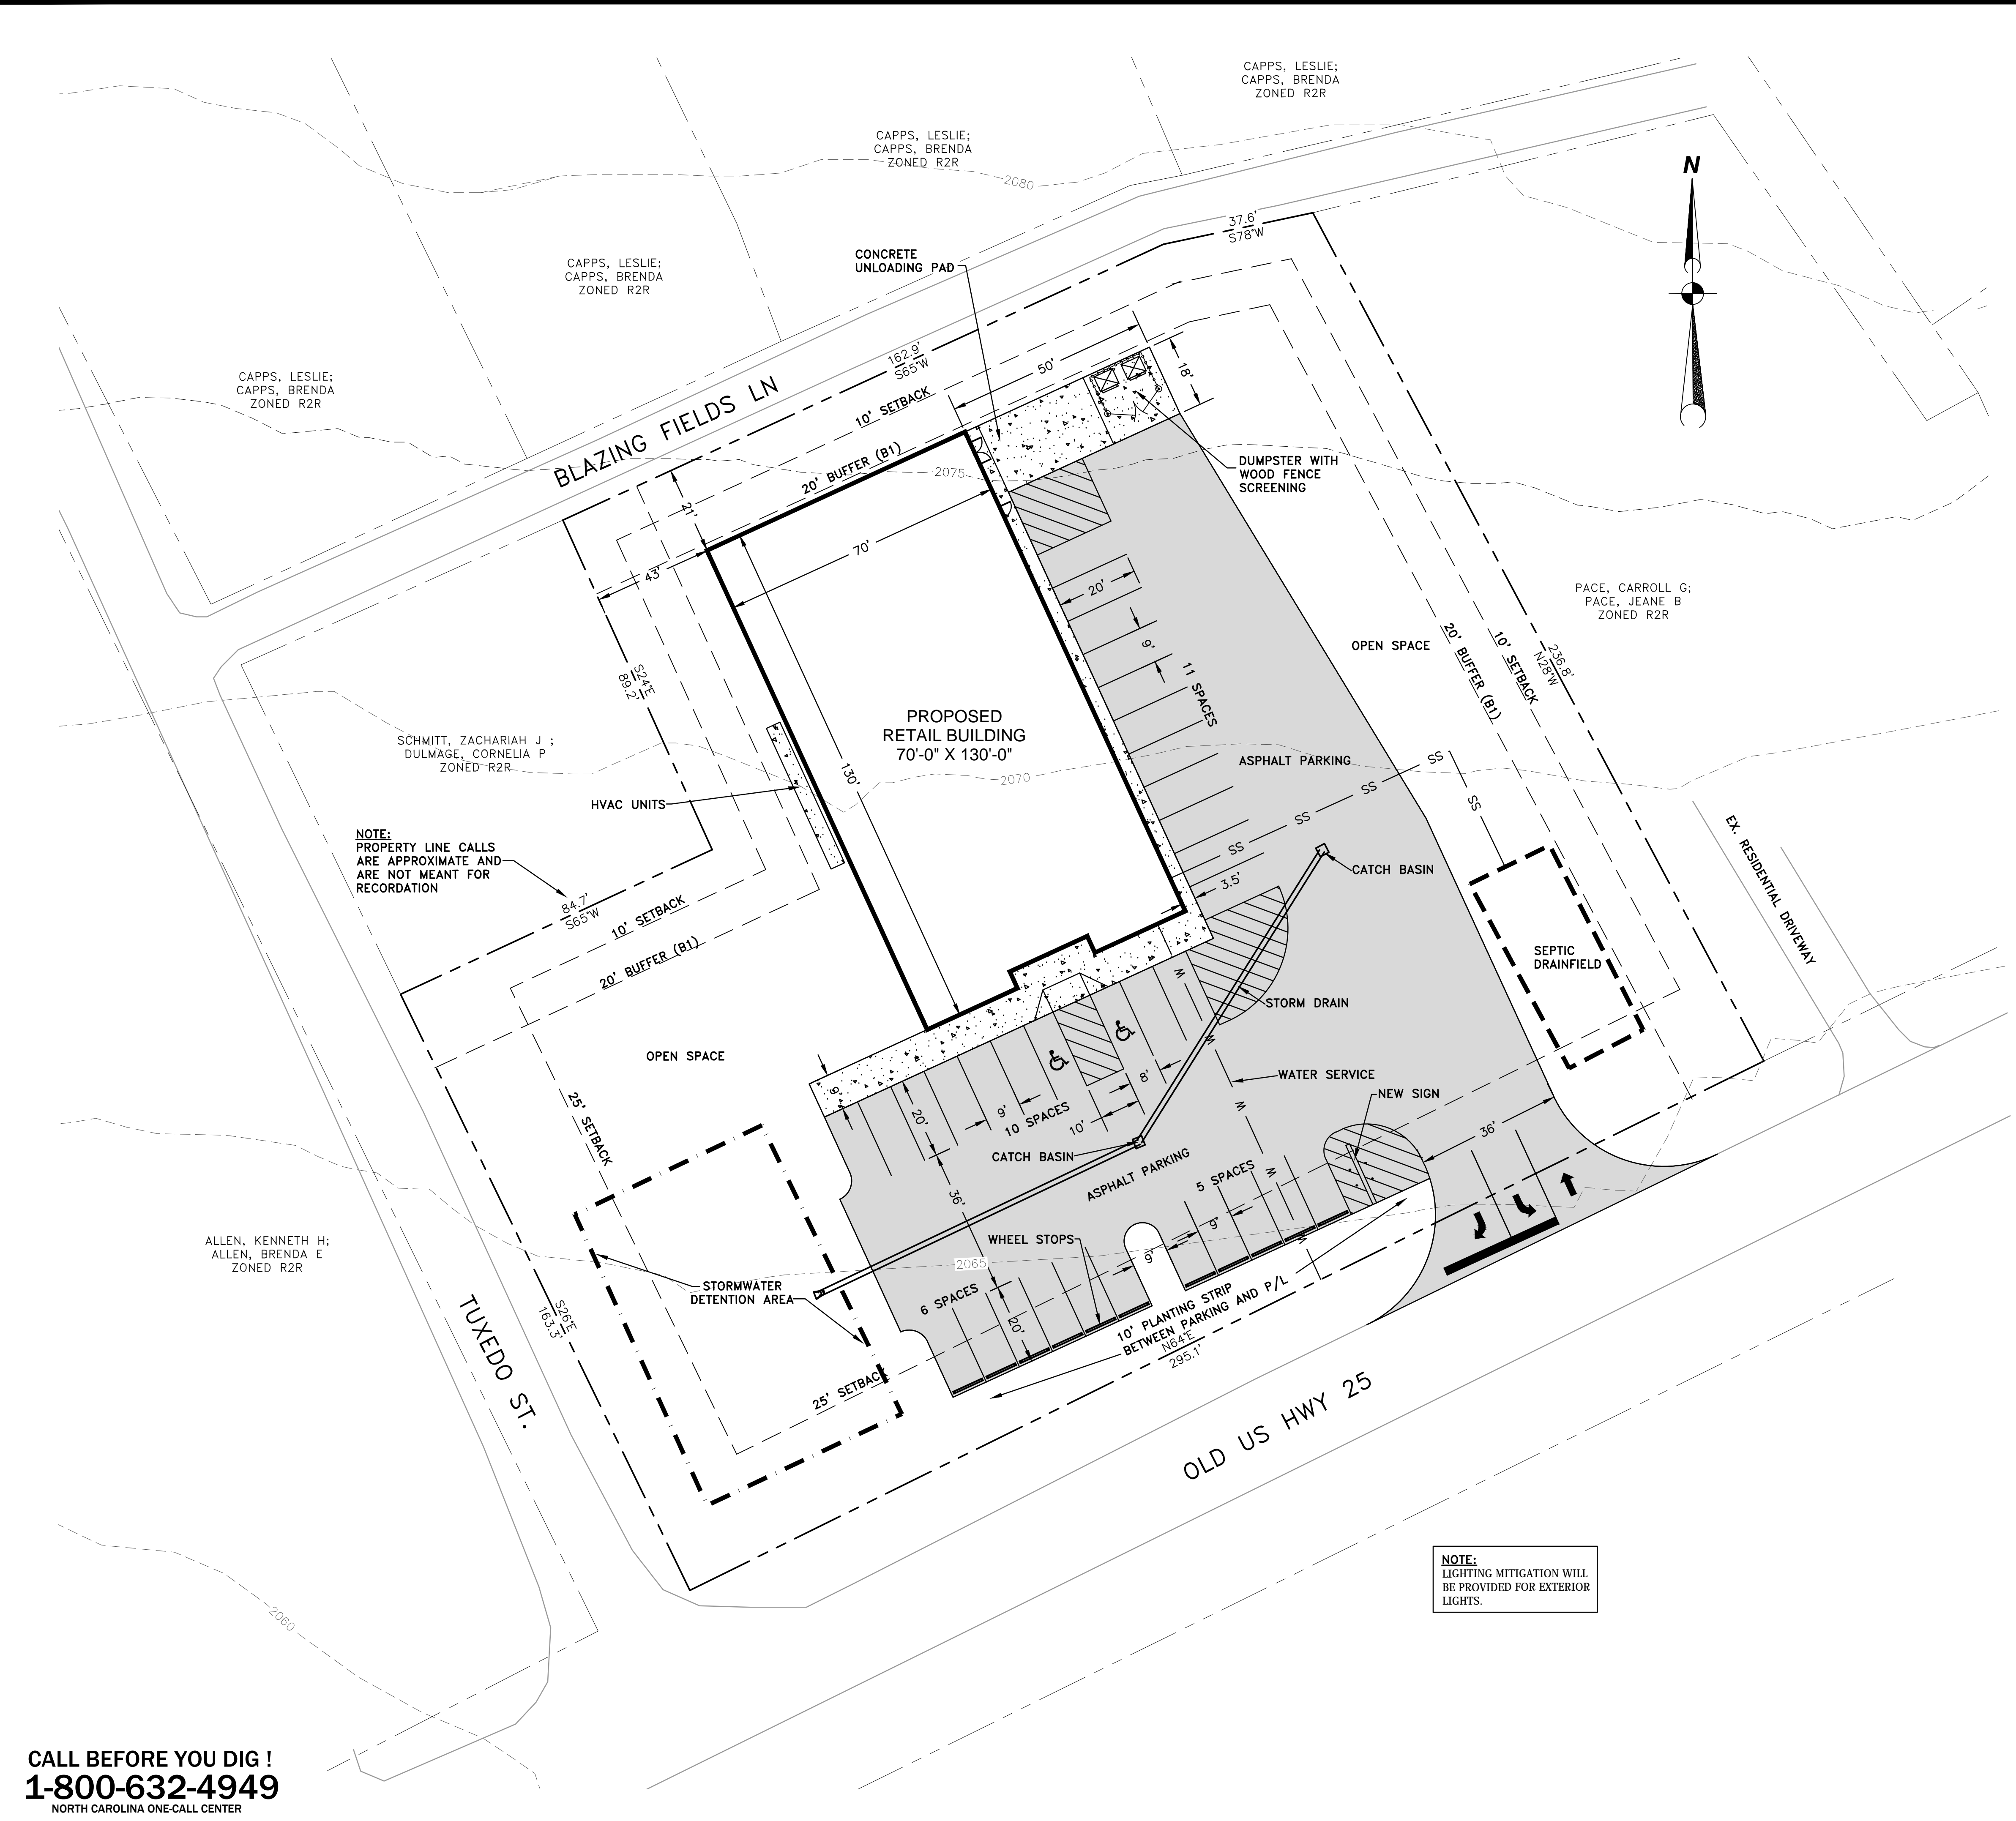 CAPPS, LESLIE;
CAPPS, BRENDA
ZONED R2R
CAPPS, LESLIE;
CAPPS, BRENDA
ZONED R2R
2080
N
37.6'
S78°W
CONCRETE
UNLOADING PAD
CAPPS, LESLIE;
CAPPS, BRENDA
ZONED R2R
CAPPS, LESLIE;
CAPPS, BRENDA
ZONED R2R
BLAZING FIELDS LN
162.9'
S65°W
10' SETBACK
20' BUFFER (B1)
50'
18'
2075
DUMPSTER WITH
WOOD FENCE
SCREENING
21'
43'
70'
20'
9'
11 SPACES
OPEN SPACE
20' BUFFER (B1)
10' SETBACK
236.8'
N28°W
PACE, CARROLL G;
PACE, JEANE B
ZONED R2R
S24°E
89.2'
SCHMITT, ZACHARIAH J ;
DULMAGE, CORNELIA P
ZONED R2R
PROPOSED
RETAIL BUILDING
70'-0" X 130'-0"
130'
2070
ASPHALT PARKING
SS
SS
SS
SS
SS
HVAC UNITS
NOTE:
PROPERTY LINE CALLS
ARE APPROXIMATE AND
ARE NOT MEANT FOR
RECORDATION
84.7'
S65°W
10' SETBACK
20' BUFFER (B1)
3.5'
CATCH BASIN
EX. RESIDENTIAL DRIVEWAY
SEPTIC
DRAINFIELD
W
STORM DRAIN
W
OPEN SPACE
WATER SERVICE
NEW SIGN
25' SETBACK
9'
20'
9'
10 SPACES
8'
10'
W
36'
CATCH BASIN
ASPHALT PARKING
5 SPACES
W
36'
9'
WHEEL STOPS
9'
W
2065
ALLEN, KENNETH H;
ALLEN, BRENDA E
ZONED R2R
STORMWATER
DETENTION AREA
6 SPACES
20'
10' PLANTING STRIP
BETWEEN PARKING AND P/L
N64°E
295.1'
S26°E
163.3'
TUXEDO ST.
25' SETBACK
OLD US HWY 25
NOTE:
LIGHTING MITIGATION WILL
BE PROVIDED FOR EXTERIOR
LIGHTS.
2060
CALL BEFORE YOU DIG !
1-800-632-4949
NORTH CAROLINA ONE-CALL CENTER